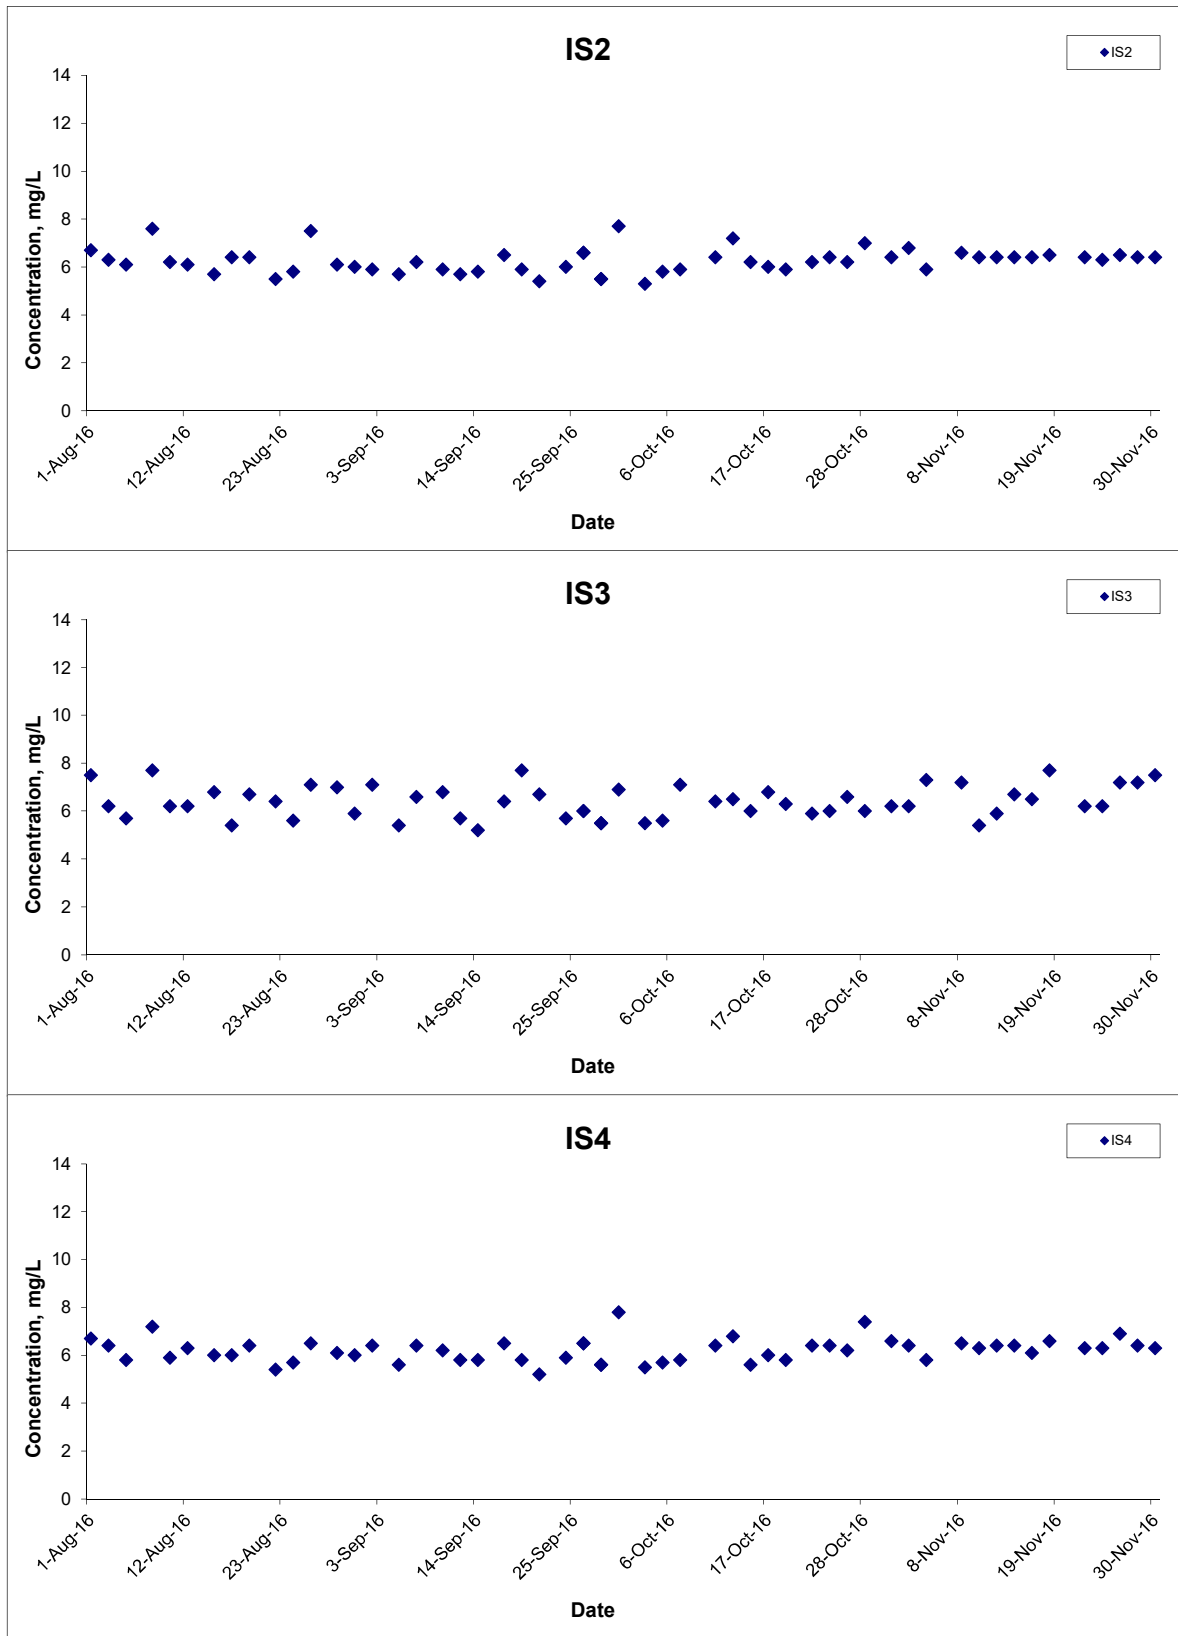 IS2
IS2
14
12
10
8
6
4
2
0
Concentration, mg/L
1-Aug-16
12-Aug-16
23-Aug-16
3-Sep-16
14-Sep-16
25-Sep-16
6-Oct-16
17-Oct-16
28-Oct-16
8-Nov-16
19-Nov-16
30-Nov-16
Date
IS3
IS3
14
12
10
8
6
4
2
0
Concentration, mg/L
1-Aug-16
12-Aug-16
23-Aug-16
3-Sep-16
14-Sep-16
25-Sep-16
6-Oct-16
17-Oct-16
28-Oct-16
8-Nov-16
19-Nov-16
30-Nov-16
Date
IS4
IS4
14
12
10
8
6
4
2
0
Concentration, mg/L
1-Aug-16
12-Aug-16
23-Aug-16
3-Sep-16
14-Sep-16
25-Sep-16
6-Oct-16
17-Oct-16
28-Oct-16
8-Nov-16
19-Nov-16
30-Nov-16
Date